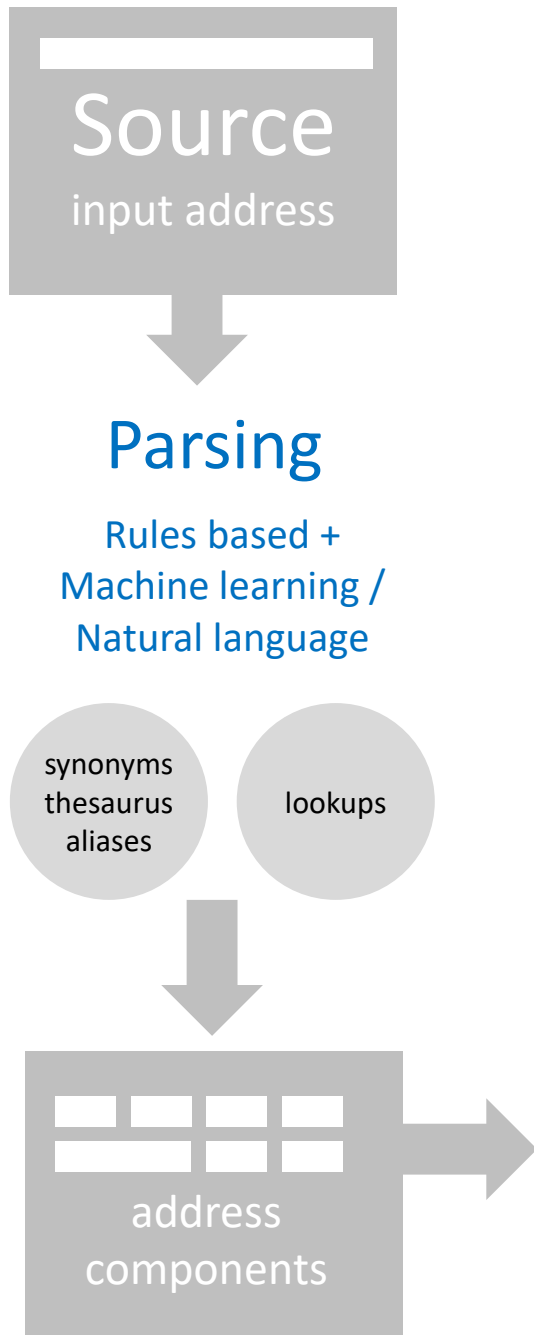 Source
input address
Parsing
Rules based +
Machine learning /
Natural language
synonyms
thesaurus
aliases
lookups
address
components